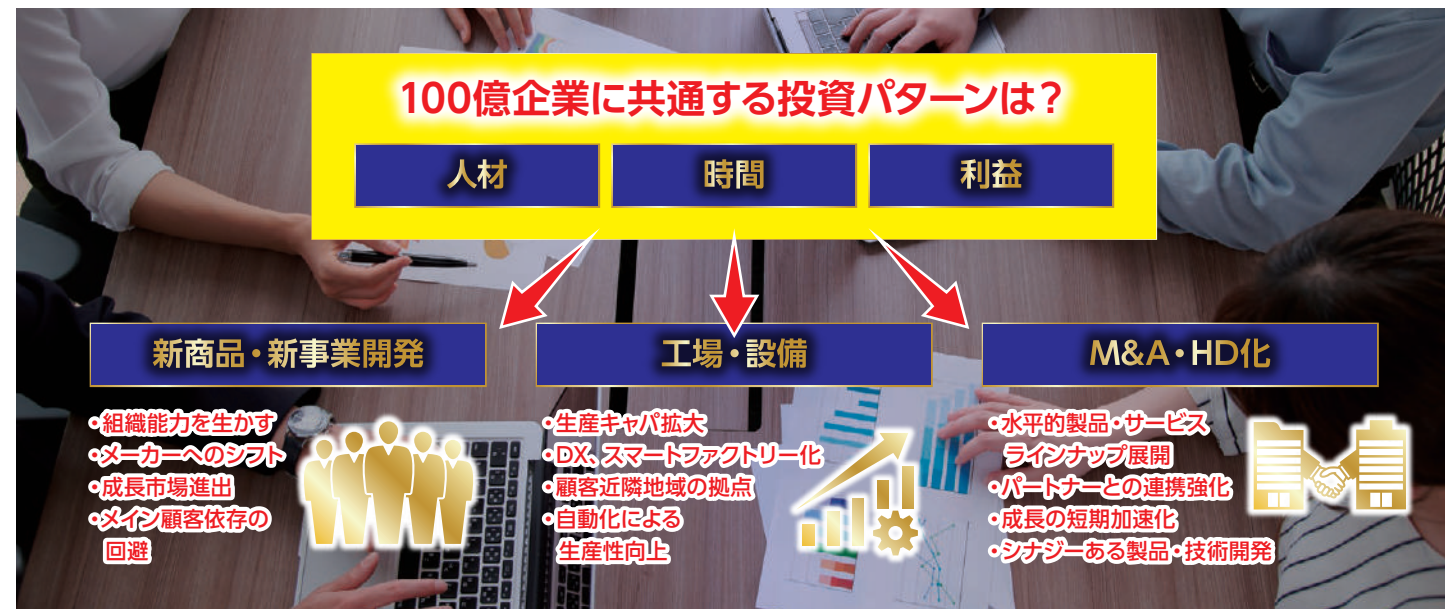 100億企業に共通する投資パターンは？
人材
時間
利益
新商品・新事業開発
・組織能力を生かす
・メーカーへのシフト
・成長市場進出
・メイン顧客依存の
回避
工場・設備
・生産キャパ拡大
・DX、スマートファクトリー化
・顧客近隣地域の拠点
・自動化による
生産性向上
M&A・HD化
・水平的製品・サービス
ラインナップ展開
・パートナーとの連携強化
・成長の短期加速化
・シナジーある製品・技術開発